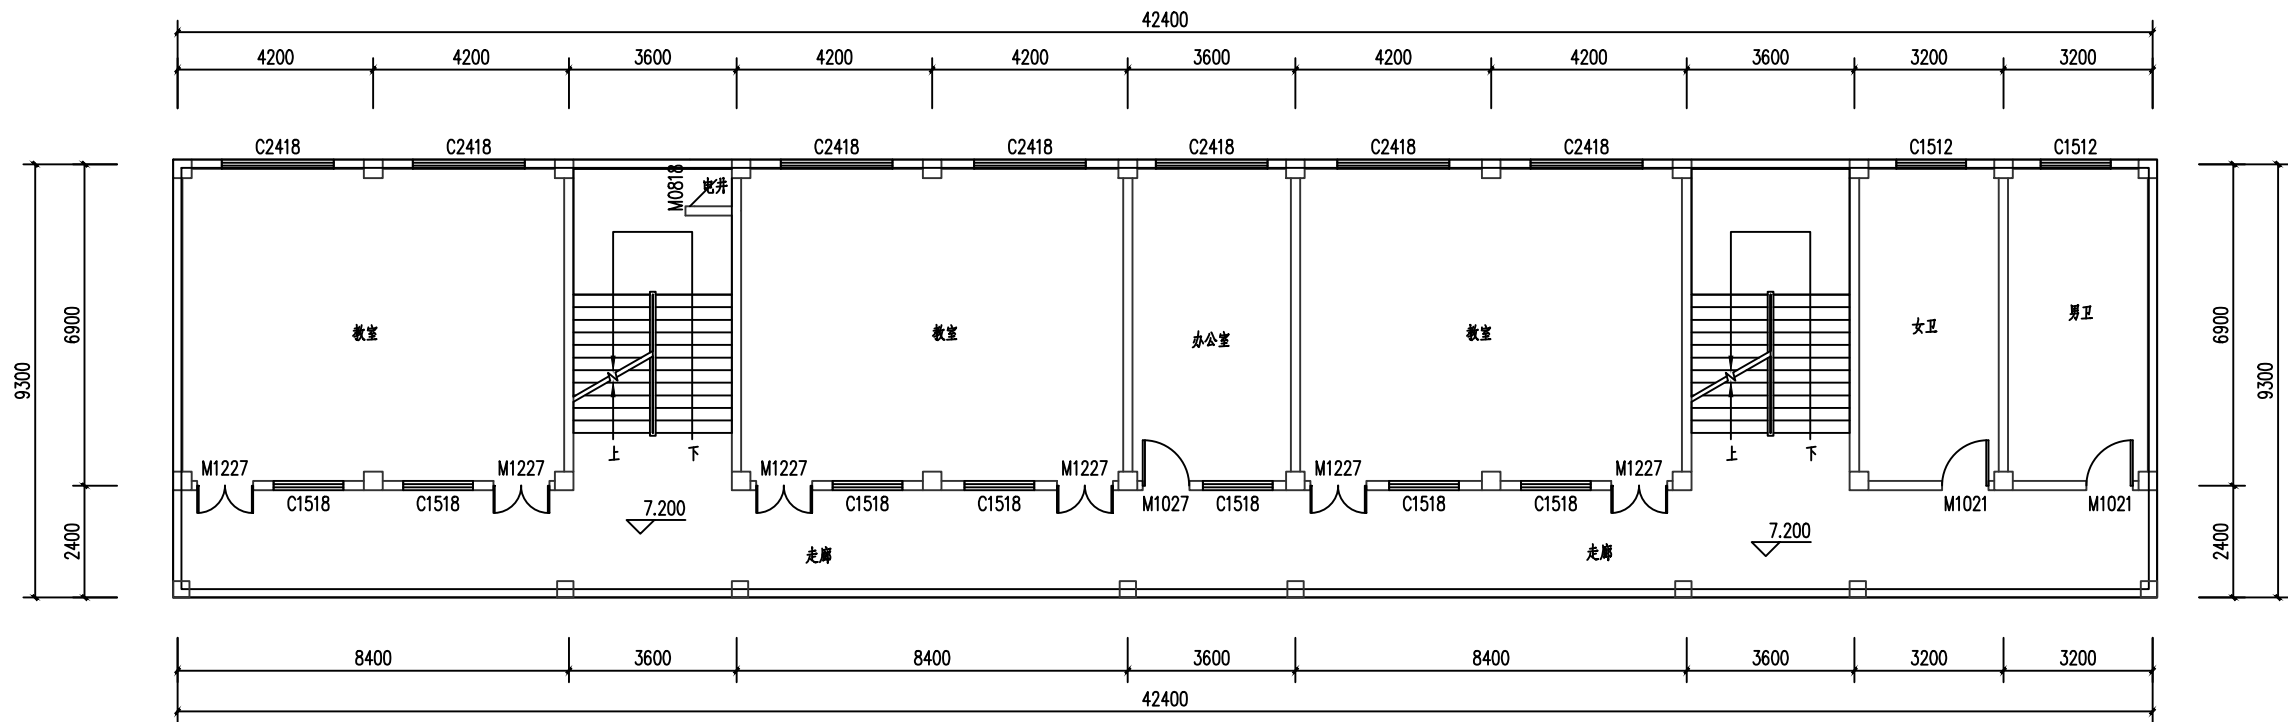 42400
4200 4200 3600 4200 4200 3600 4200 4200 3600 3200 3200
C2418 C2418 C2418 C2418 C2418 C2418 C2418 C1512 C1512
M0818 电井
9300 6900 教室 教室 办公室 教室 女卫 男卫 6900 9300
上 下 上 下
M1227 M1227 M1227 M1227 M1227 M1227
C1518 C1518 C1518 C1518 M1027 C1518 C1518 C1518 M1021 M1021
2400 7.200 7.200 2400
走廊 走廊
8400 3600 8400 3600 8400 3600 3200 3200
42400